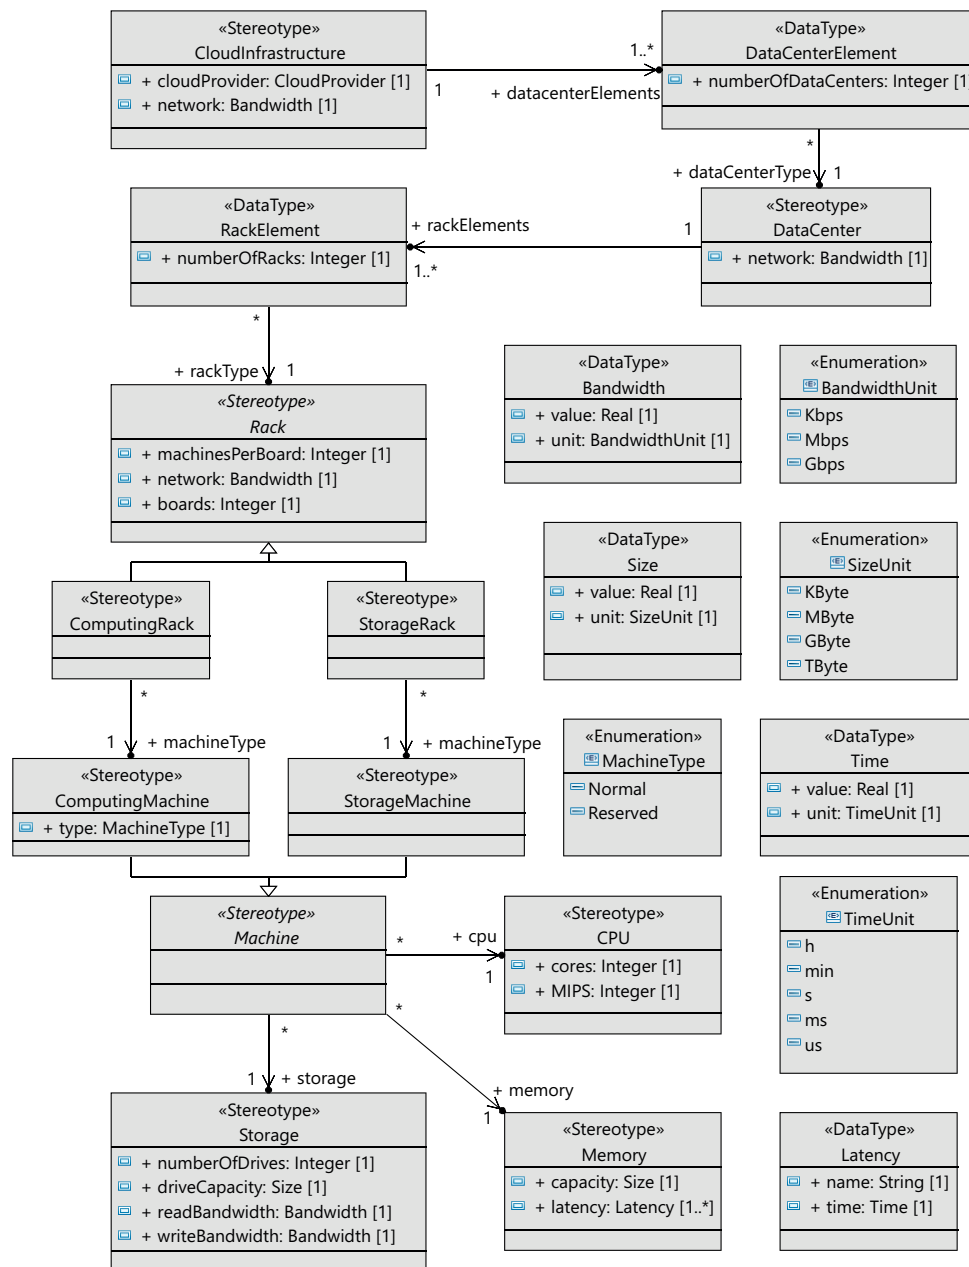 «Stereotype»
CloudInfrastructure
+ cloudProvider: CloudProvider [1]
+ network: Bandwidth [1]
1
1..*
+ datacenterElements
«DataType»
DataCenterElement
+ numberOfDataCenters: Integer [1]
*
+ dataCenterType
1
«DataType»
RackElement
+ numberOfRacks: Integer [1]
+ rackElements
1..*
1
«Stereotype»
DataCenter
+ network: Bandwidth [1]
*
+ rackType
1
«Stereotype»
Rack
+ machinesPerBoard: Integer [1]
+ network: Bandwidth [1]
+ boards: Integer [1]
«DataType»
Bandwidth
+ value: Real [1]
+ unit: BandwidthUnit [1]
«Enumeration»
BandwidthUnit
Kbps
Mbps
Gbps
«DataType»
Size
+ value: Real [1]
+ unit: SizeUnit [1]
«Enumeration»
SizeUnit
KByte
MByte
GByte
TByte
«Stereotype»
ComputingRack
«Stereotype»
StorageRack
*
1
+ machineType
*
1
+ machineType
«Stereotype»
ComputingMachine
+ type: MachineType [1]
«Stereotype»
StorageMachine
«Enumeration»
MachineType
Normal
Reserved
«DataType»
Time
+ value: Real [1]
+ unit: TimeUnit [1]
«Stereotype»
Machine
*
+ cpu
1
«Stereotype»
CPU
+ cores: Integer [1]
+ MIPS: Integer [1]
«Enumeration»
TimeUnit
h
min
s
ms
us
*
1
+ storage
*
+ memory
1
«Stereotype»
Storage
+ numberOfDrives: Integer [1]
+ driveCapacity: Size [1]
+ readBandwidth: Bandwidth [1]
+ writeBandwidth: Bandwidth [1]
«Stereotype»
Memory
+ capacity: Size [1]
+ latency: Latency [1..*]
«DataType»
Latency
+ name: String [1]
+ time: Time [1]